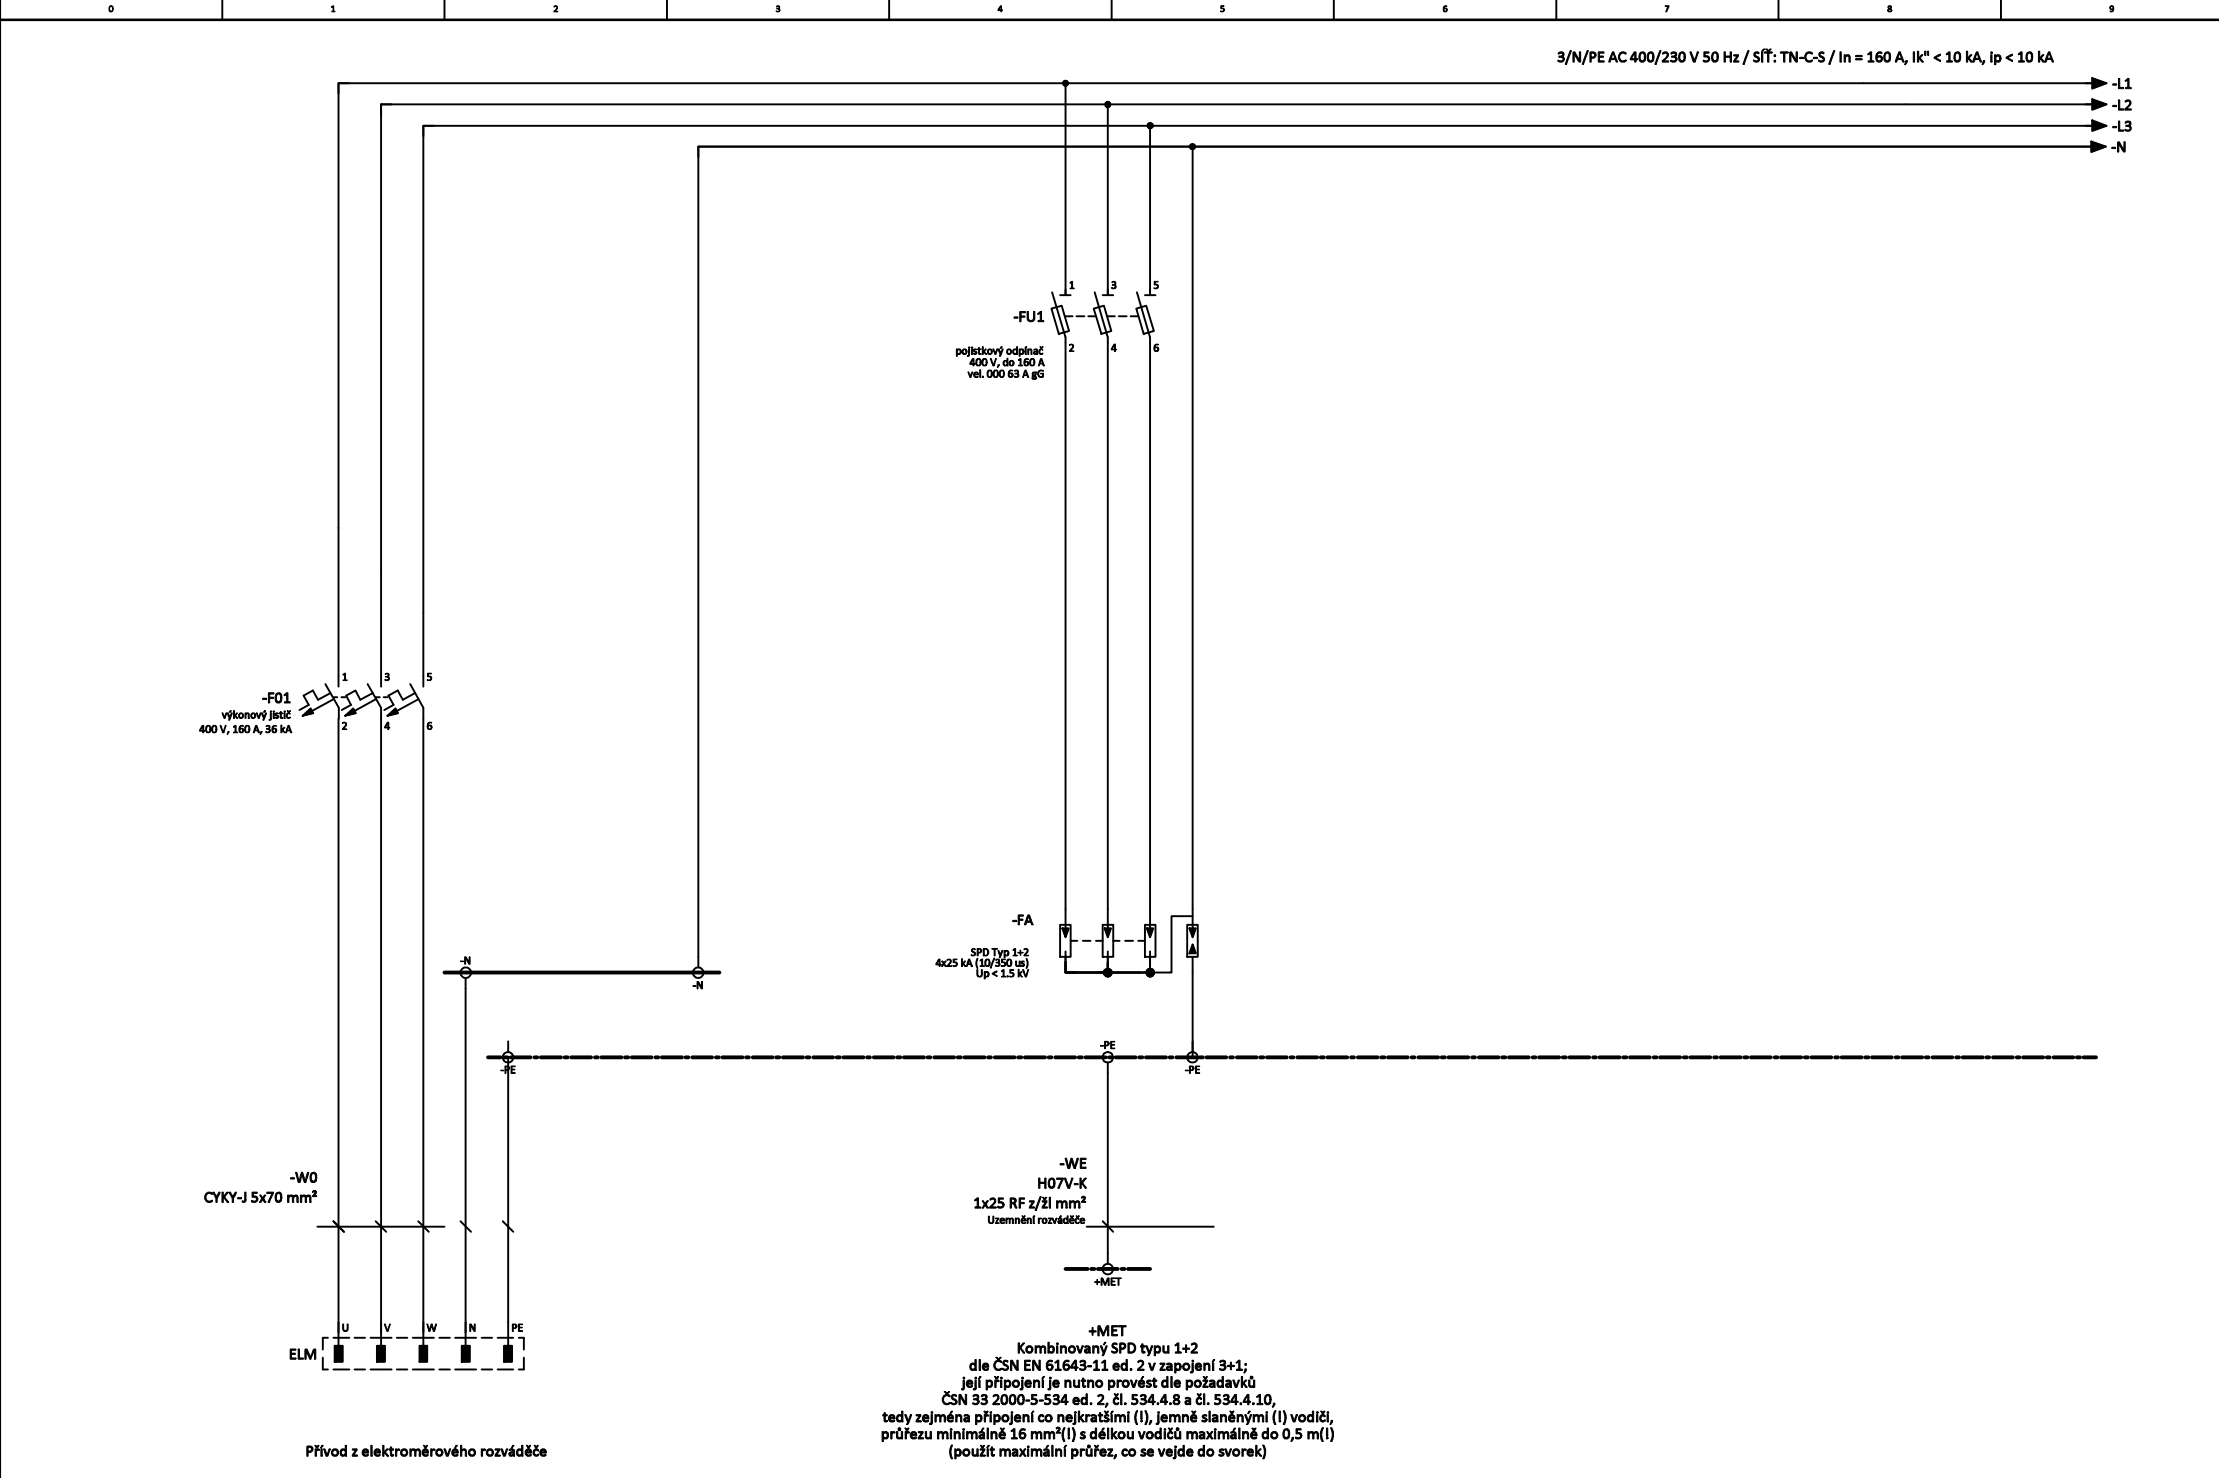 0 1 2 3 4 5 6 7 8 9
3/N/PE AC 400/230 V 50 Hz / SÍŤ: TN-C-S / In = 160 A, Ik" < 10 kA, ip < 10 kA
-L1
-L2
-L3
-N
1 3 5
-FU1
2 4 6
pojistkový odpínač
400 V, do 160 A
vel. 000 63 A gG
1 3 5
-F01
výkonový jistič
400 V, 160 A, 36 kA
2 4 6
-FA
SPD Typ 1+2
4x25 kA (10/350 us)
Up < 1.5 kV
-N
-N
-PE
-PE
-PE
-W0
CYKY-J 5x70 mm²
-WE
H07V-K
1x25 RF z/žl mm²
Uzemnění rozváděče
+MET
U V W N PE
ELM
+MET
Kombinovaný SPD typu 1+2
dle ČSN EN 61643-11 ed. 2 v zapojení 3+1;
její připojení je nutno provést dle požadavků
ČSN 33 2000-5-534 ed. 2, čl. 534.4.8 a čl. 534.4.10,
tedy zejména připojení co nejkratšími (!), jemně slaněnými (!) vodiči,
průřezu minimálně 16 mm²(!) s délkou vodičů maximálně do 0,5 m(!)
(použít maximální průřez, co se vejde do svorek)
Přívod z elektroměrového rozváděče